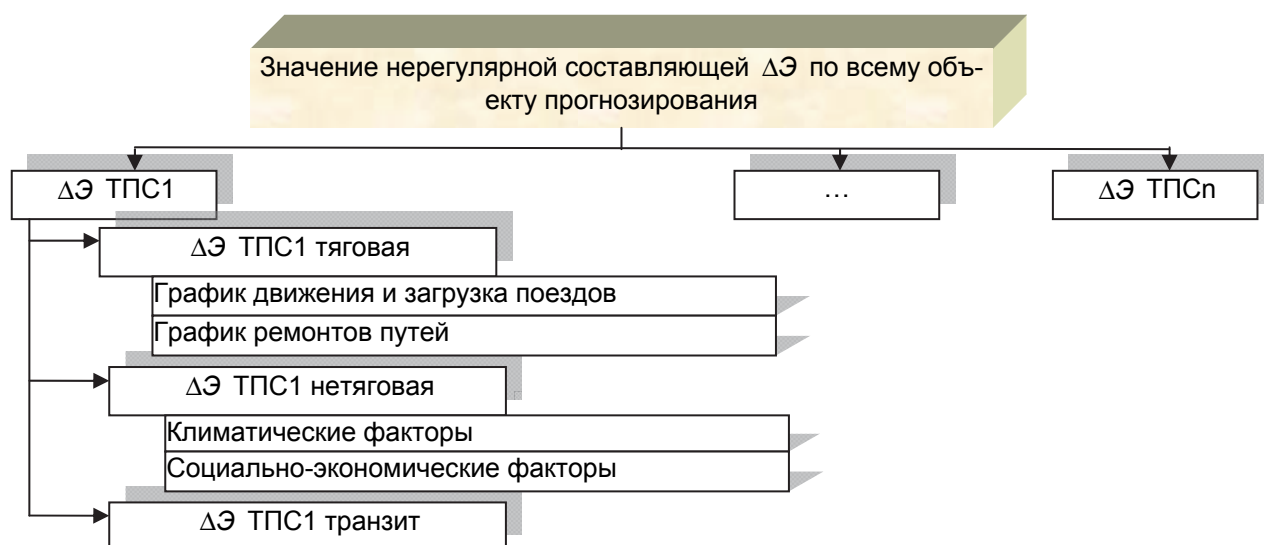 Значение нерегулярной составляющей ΔЭ по всему объ-
екту прогнозирования
ΔЭ ТПС1
…
ΔЭ ТПСn
ΔЭ ТПС1 тяговая
График движения и загрузка поездов
График ремонтов путей
ΔЭ ТПС1 нетяговая
Климатические факторы
Социально-экономические факторы
ΔЭ ТПС1 транзит